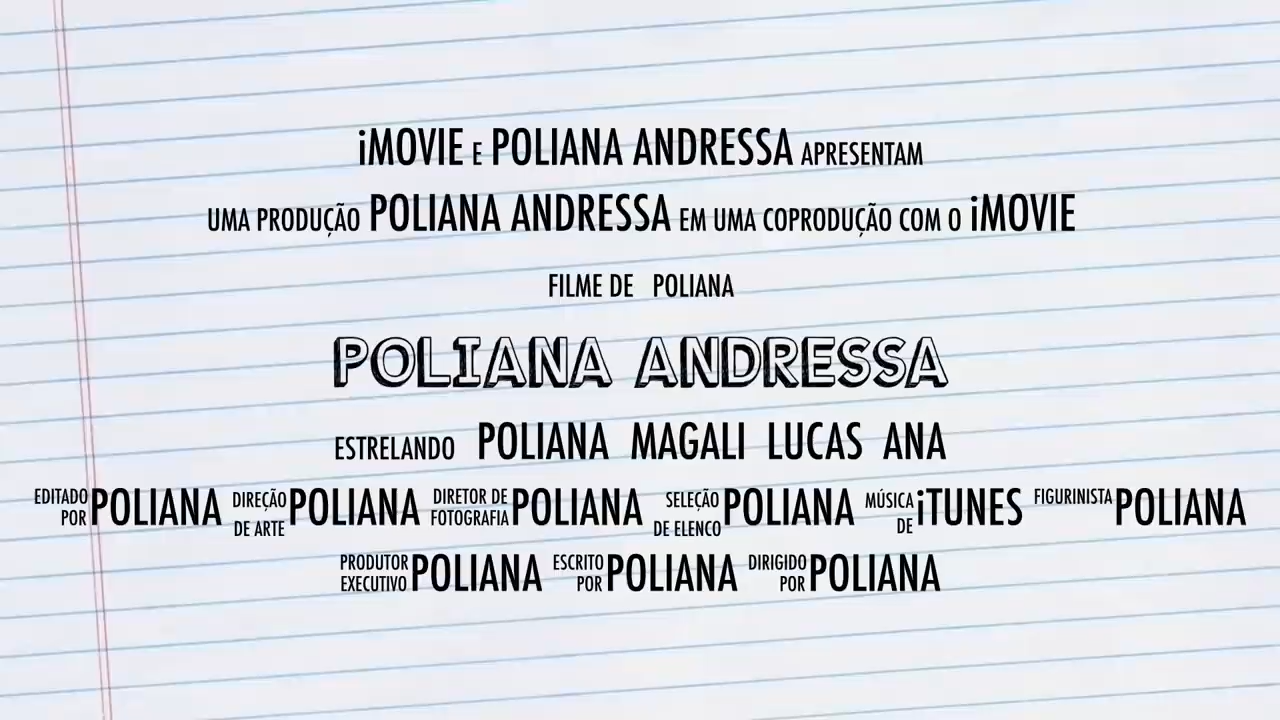 iMOVIE E POLIANA ANDRESSA APRESENTAM
UMA PRODUÇÃO POLIANA ANDRESSA EM UMA COPRODUÇÃO COM O iMOVIE
FILME DE POLIANA
POLIANA ANDRESSA
ESTRELANDO POLIANA MAGALI LUCAS ANA
EDITADO POR POLIANA DIREÇÃO DE ARTE POLIANA DIRETOR DE FOTOGRAFIA POLIANA SELEÇÃO DE ELENCO POLIANA MÚSICA DE iTUNES FIGURINISTA POLIANA
PRODUTOR EXECUTIVO POLIANA ESCRITO POR POLIANA DIRIGIDO POR POLIANA